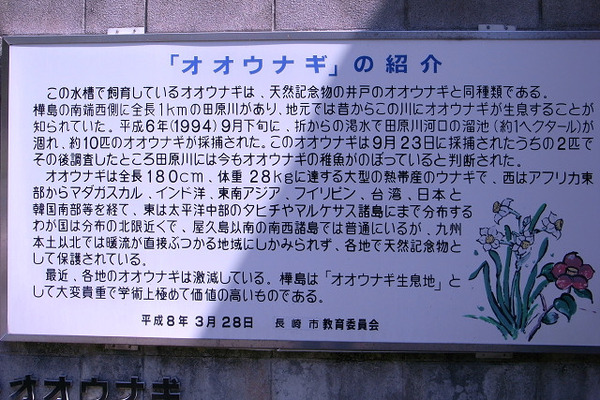 「オオウナギ」の紹介
この水槽で飼育しているオオウナギは、天然記念物の井戸のオオウナギと同種類である。
樺島の南端西側に全長1kmの田原川があり、地元では昔からこの川にオオウナギが生息することが
知られていた。平成6年(1994)9月下旬に、折からの渇水で田原川河口の溜池(約1ヘクタール)が
涸れ、約10匹のオオウナギが採捕された。このオオウナギは9月23日に採捕されたうちの2匹で
その後調査したところ田原川には今もオオウナギの稚魚がのぼっていると判断された。
オオウナギは全長180cm、体重28kgに達する大型の熱帯産のウナギで、西はアフリカ東
部からマダガスカル、インド洋、東南アジア、フイリピン、台湾、日本と
韓国南部等を経て、東は太平洋中部のタヒチやマルケサス諸島にまで分布する
わが国は分布の北限近くで、屋久島以南の南西諸島では普通にいるが、九州
本土以北では暖流が直接ぶつかる地域にしかみられず、各地で天然記念物と
して保護されている。
最近、各地のオオウナギは激減している。樺島は「オオウナギ生息地」と
して大変貴重で学術上極めて価値の高いものである。
平成8年3月28日 長崎市教育委員会
オオウナギ